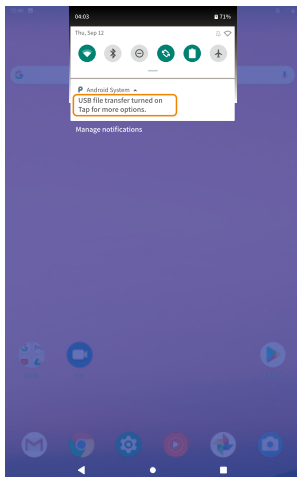 04:03
71%
Thu, Sep 12
Android System
USB file transfer turned on
Tap for more options.
Manage notifications